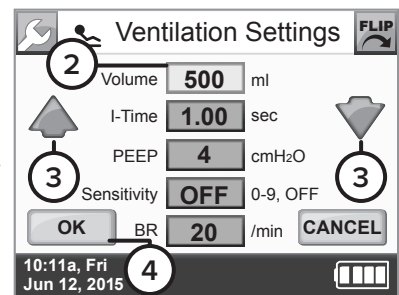 Ventilation Settings FLIP
2
Volume 500 ml
I-Time 1.00 sec
PEEP 4 cmH2O
3 3
Sensitivity OFF 0-9, OFF
OK BR 20 /min CANCEL
10:11a, Fri
4
Jun 12, 2015